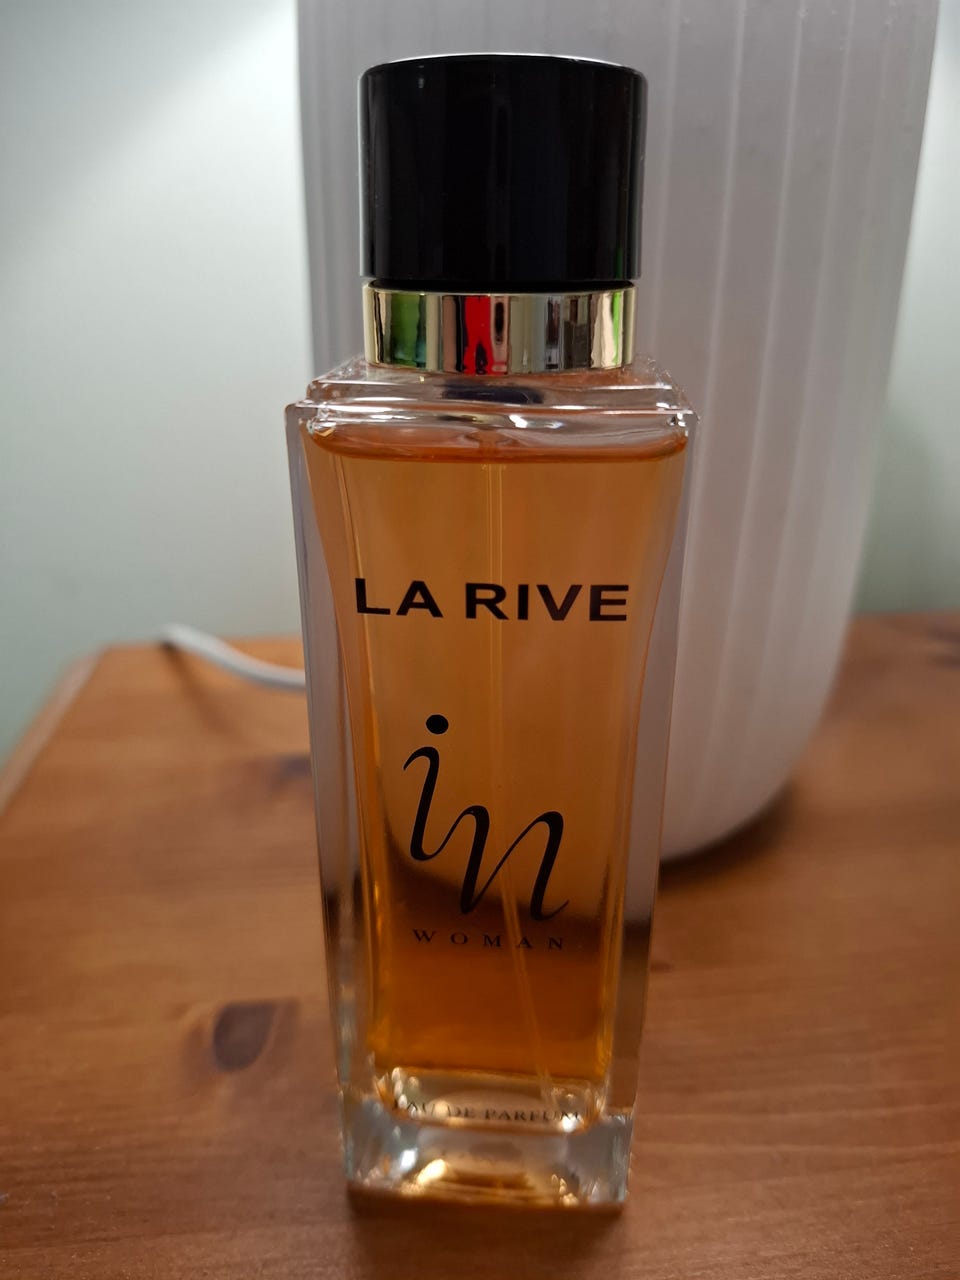 LA RIVE
in
WOMAN
EAU DE PARFUM